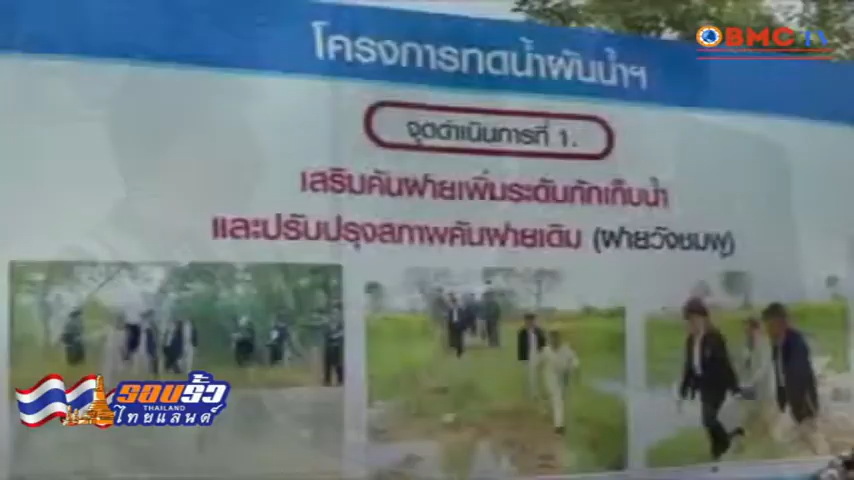 BMC TV
โครงการทดน้ำผันน้ำฯ
จุดดำเนินการที่ 1.
เสริมคันฝายเพิ่มระดับกักเก็บน้ำ
และปรับปรุงสภาพคันฝายเดิม (ฝายวังชมพู)
รอบรั้ว
THAILAND
ไทยแลนด์